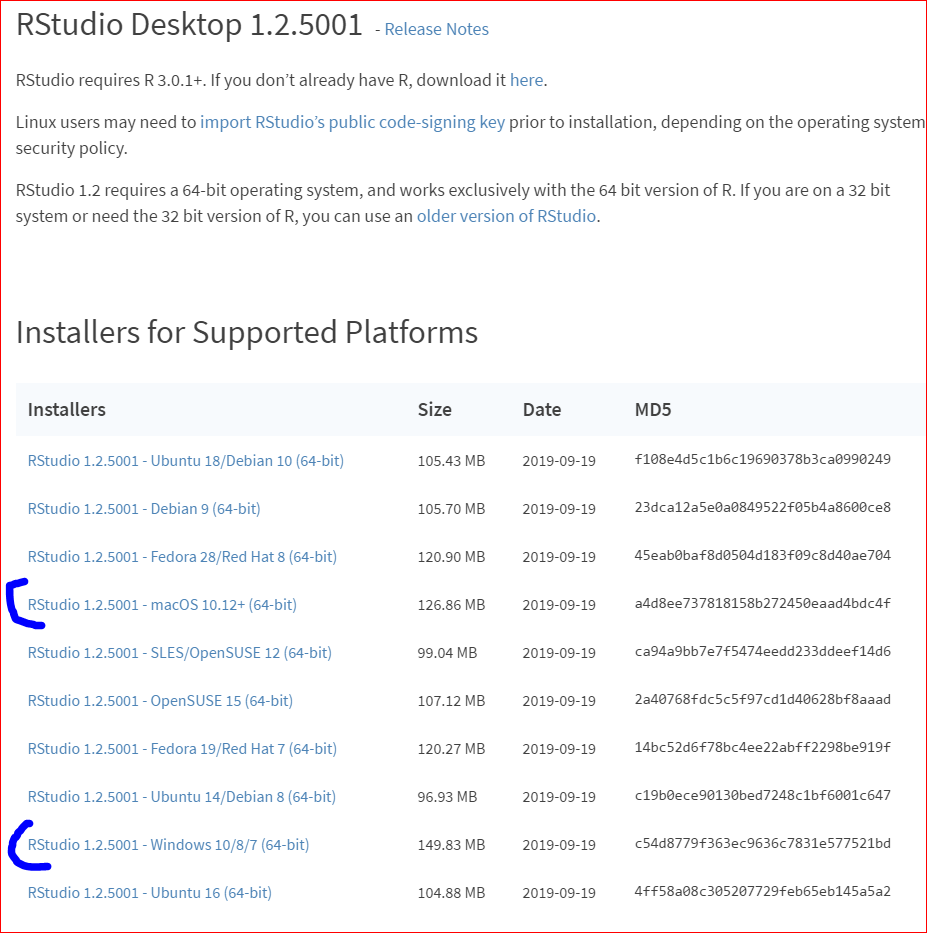 RStudio Desktop 1.2.5001 - Release Notes
RStudio requires R 3.0.1+. If you don’t already have R, download it here.
Linux users may need to import RStudio’s public code-signing key prior to installation, depending on the operating system
security policy.
RStudio 1.2 requires a 64-bit operating system, and works exclusively with the 64 bit version of R. If you are on a 32 bit
system or need the 32 bit version of R, you can use an older version of RStudio.
Installers for Supported Platforms
Installers Size Date MD5
RStudio 1.2.5001 - Ubuntu 18/Debian 10 (64-bit) 105.43 MB 2019-09-19 f108e4d5c1b6c19690378b3ca0990249
RStudio 1.2.5001 - Debian 9 (64-bit) 105.70 MB 2019-09-19 23dca12a5e0a0849522f05b4a8600ce8
RStudio 1.2.5001 - Fedora 28/Red Hat 8 (64-bit) 120.90 MB 2019-09-19 45eab0baf8d0504d183f09c8d40ae704
RStudio 1.2.5001 - macOS 10.12+ (64-bit) 126.86 MB 2019-09-19 a4d8ee737818158b272450eaad4bdc4f
RStudio 1.2.5001 - SLES/OpenSUSE 12 (64-bit) 99.04 MB 2019-09-19 ca94a9bb7e7f5474eedd233ddeef14d6
RStudio 1.2.5001 - OpenSUSE 15 (64-bit) 107.12 MB 2019-09-19 2a40768fdc5c5f97cd1d40628bf8aaad
RStudio 1.2.5001 - Fedora 19/Red Hat 7 (64-bit) 120.27 MB 2019-09-19 14bc52d6f78bc4ee22abff2298be919f
RStudio 1.2.5001 - Ubuntu 14/Debian 8 (64-bit) 96.93 MB 2019-09-19 c19b0ece90130bed7248c1bf6001c647
RStudio 1.2.5001 - Windows 10/8/7 (64-bit) 149.83 MB 2019-09-19 c54d8779f363ec9636c7831e577521bd
RStudio 1.2.5001 - Ubuntu 16 (64-bit) 104.88 MB 2019-09-19 4ff58a08c305207729feb65eb145a5a2